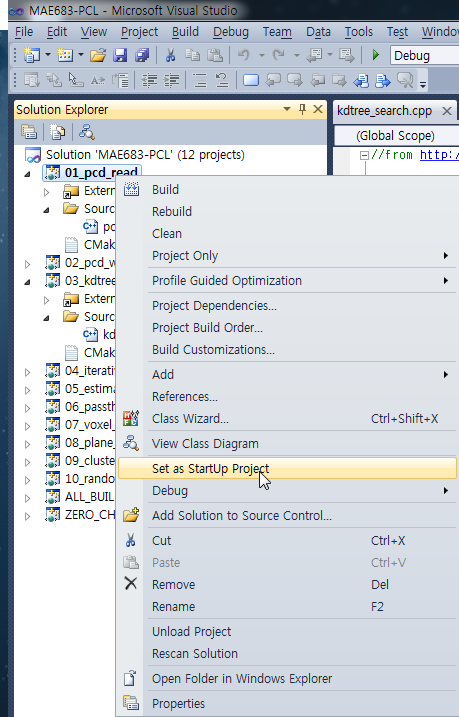 MAE683-PCL - Microsoft Visual Studio
File Edit View Project Build Debug Team Data Tools Test Window
Debug
Solution Explorer
kdtree_search.cpp
(Global Scope)
Solution 'MAE683-PCL' (12 projects)
//from http:/
01_pcd_read
Extern
Sourc
pc
CMak
02_pcd_w
03_kdtree
Extern
Sourc
kd
CMak
04_iterativ
05_estima
06_passth
07_voxel_
08_plane_
09_cluste
10_rando
ALL_BUIL
ZERO_CH
Build
Rebuild
Clean
Project Only
Profile Guided Optimization
Project Dependencies...
Project Build Order...
Build Customizations...
Add
References...
Class Wizard... Ctrl+Shift+X
View Class Diagram
Set as StartUp Project
Debug
Add Solution to Source Control...
Cut Ctrl+X
Paste Ctrl+V
Remove Del
Rename F2
Unload Project
Rescan Solution
Open Folder in Windows Explorer
Properties